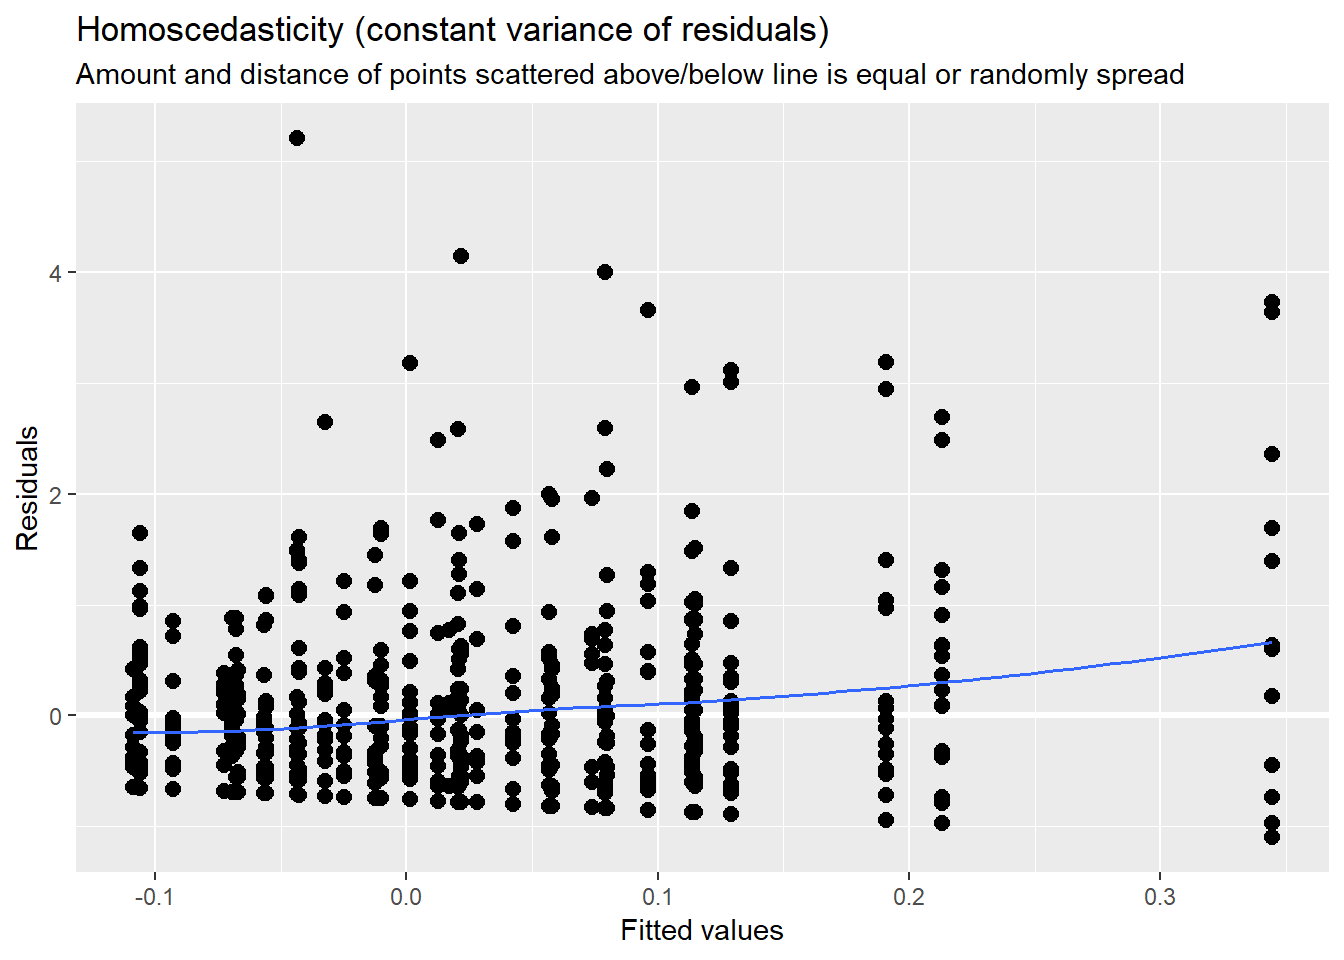 Homoscedasticity (constant variance of residuals)
Amount and distance of points scattered above/below line is equal or randomly spread
Residuals
4
2
0
-0.1
0.0
0.1
0.2
0.3
Fitted values